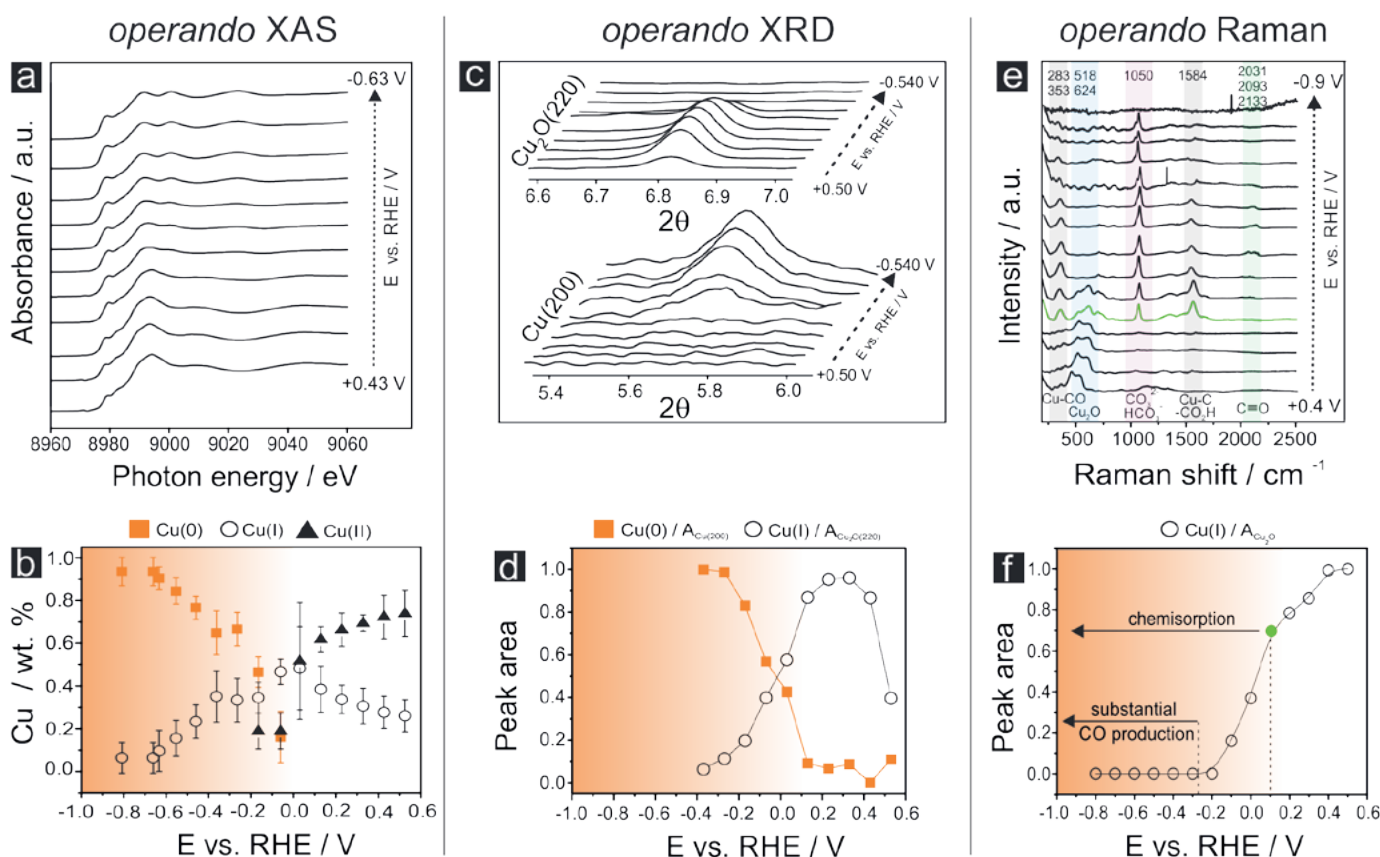 operando XAS
operando XRD
operando Raman
a
-0.63 V
E vs. RHE / V
+0.43 V
Absorbance / a.u.
8960 8980 9000 9020 9040 9060
Photon energy / eV
c
Cu2O(220)
-0.540 V
E vs. RHE / V
+0.50 V
6.6 6.7 6.8 6.9 7.0
2θ
Cu(200)
-0.540 V
E vs. RHE / V
+0.50 V
5.4 5.6 5.8 6.0
2θ
e
283 518 1050 1584 2031
353 624 2093
2133
-0.9 V
E vs. RHE / V
+0.4 V
Intensity / a.u.
Cu-CO CO3 2- Cu-C
Cu2O HCO3 - -CO2H C≡O
500 1000 1500 2000 2500
Raman shift / cm -1
Cu(0) Cu(I) Cu(II)
b
1.0
0.8
0.6
0.4
0.2
0.0
Cu / wt. %
-1.0 -0.8 -0.6 -0.4 -0.2 0.0 0.2 0.4 0.6
E vs. RHE / V
Cu(0) / ACu(200) Cu(I) / ACu2O(220)
d
1.0
0.8
0.6
0.4
0.2
0.0
Peak area
-1.0 -0.8 -0.6 -0.4 -0.2 0.0 0.2 0.4 0.6
E vs. RHE / V
Cu(I) / ACu2O
f
1.0
0.8
0.6
0.4
0.2
0.0
Peak area
chemisorption
substantial
CO production
-1.0 -0.8 -0.6 -0.4 -0.2 0.0 0.2 0.4 0.6
E vs. RHE / V